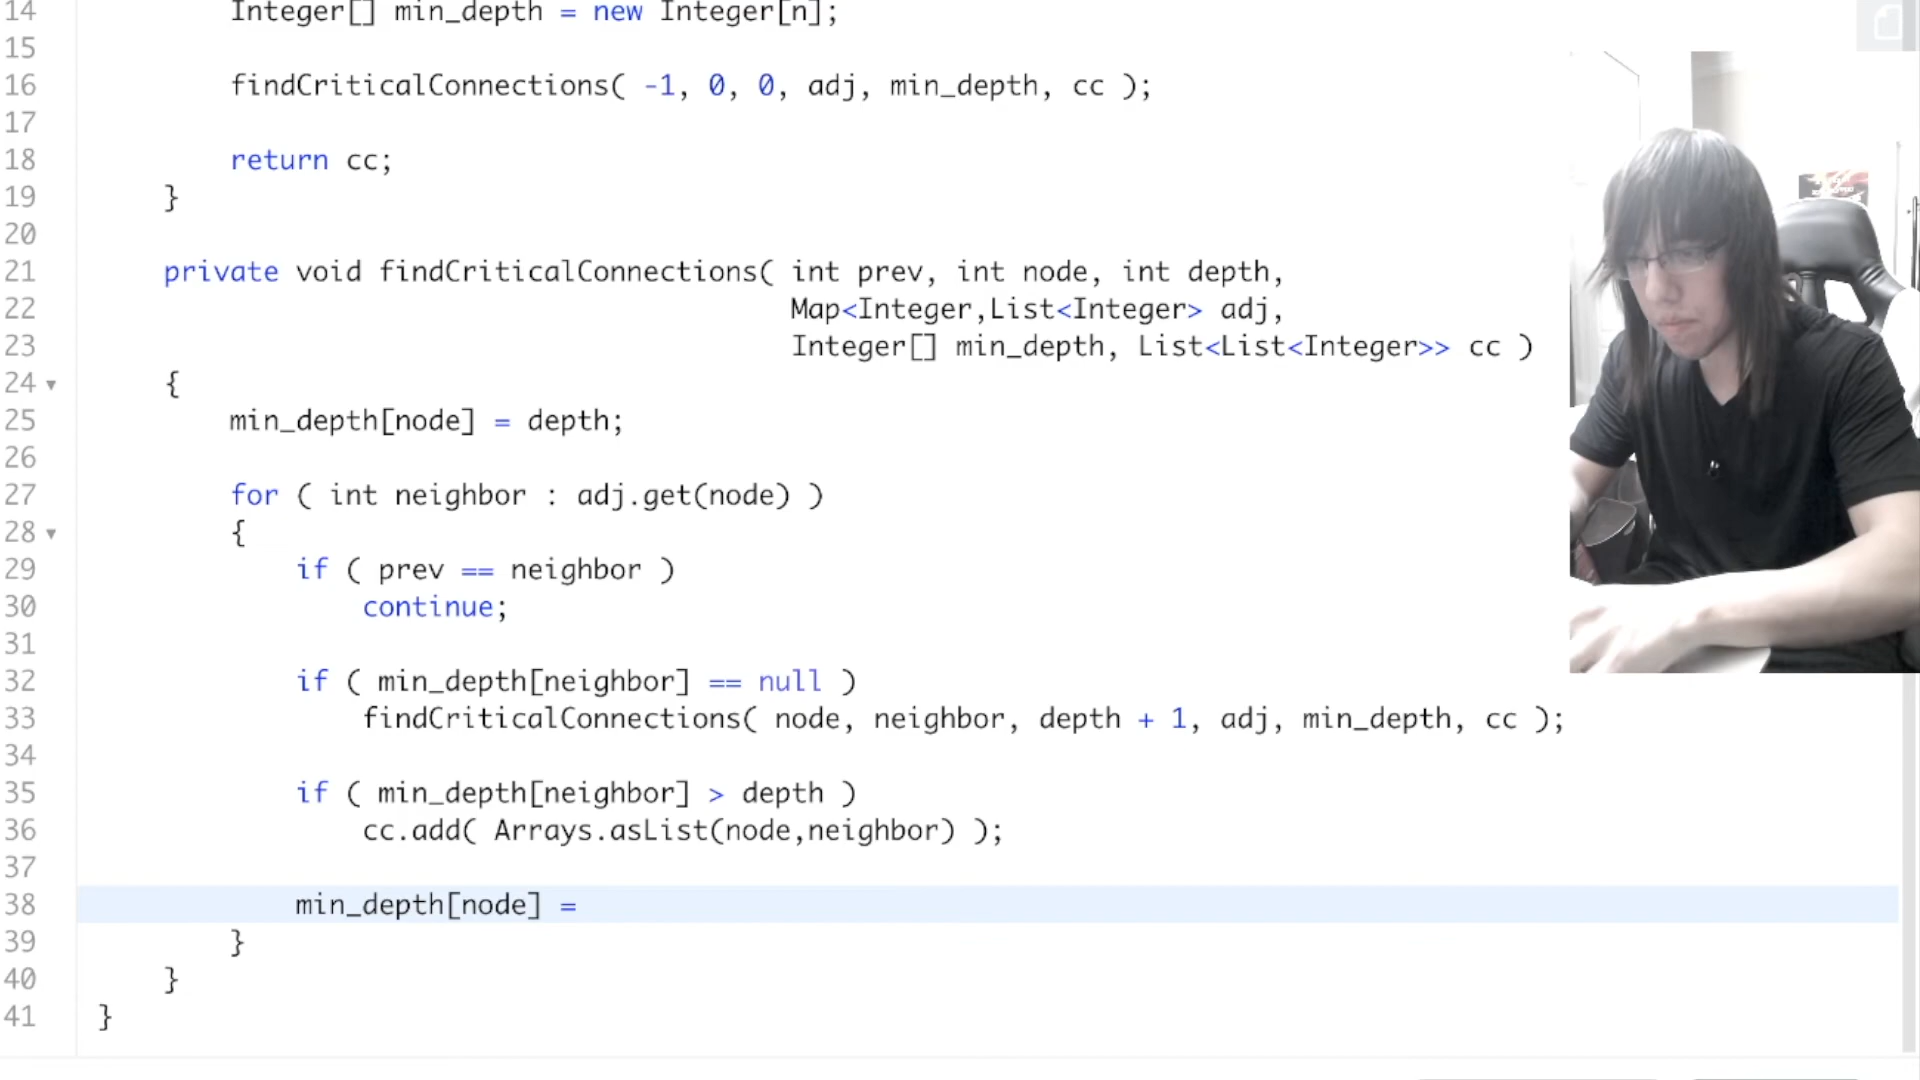 14 Integer[] min_depth = new Integer[n];
15
16 findCriticalConnections( -1, 0, 0, adj, min_depth, cc );
17
18 return cc;
19 }
20
21 private void findCriticalConnections( int prev, int node, int depth,
22 Map<Integer,List<Integer> adj,
23 Integer[] min_depth, List<List<Integer>> cc )
24 {
25 min_depth[node] = depth;
26
27 for ( int neighbor : adj.get(node) )
28 {
29 if ( prev == neighbor )
30 continue;
31
32 if ( min_depth[neighbor] == null )
33 findCriticalConnections( node, neighbor, depth + 1, adj, min_depth, cc );
34
35 if ( min_depth[neighbor] > depth )
36 cc.add( Arrays.asList(node,neighbor) );
37
38 min_depth[node] =
39 }
40 }
41 }